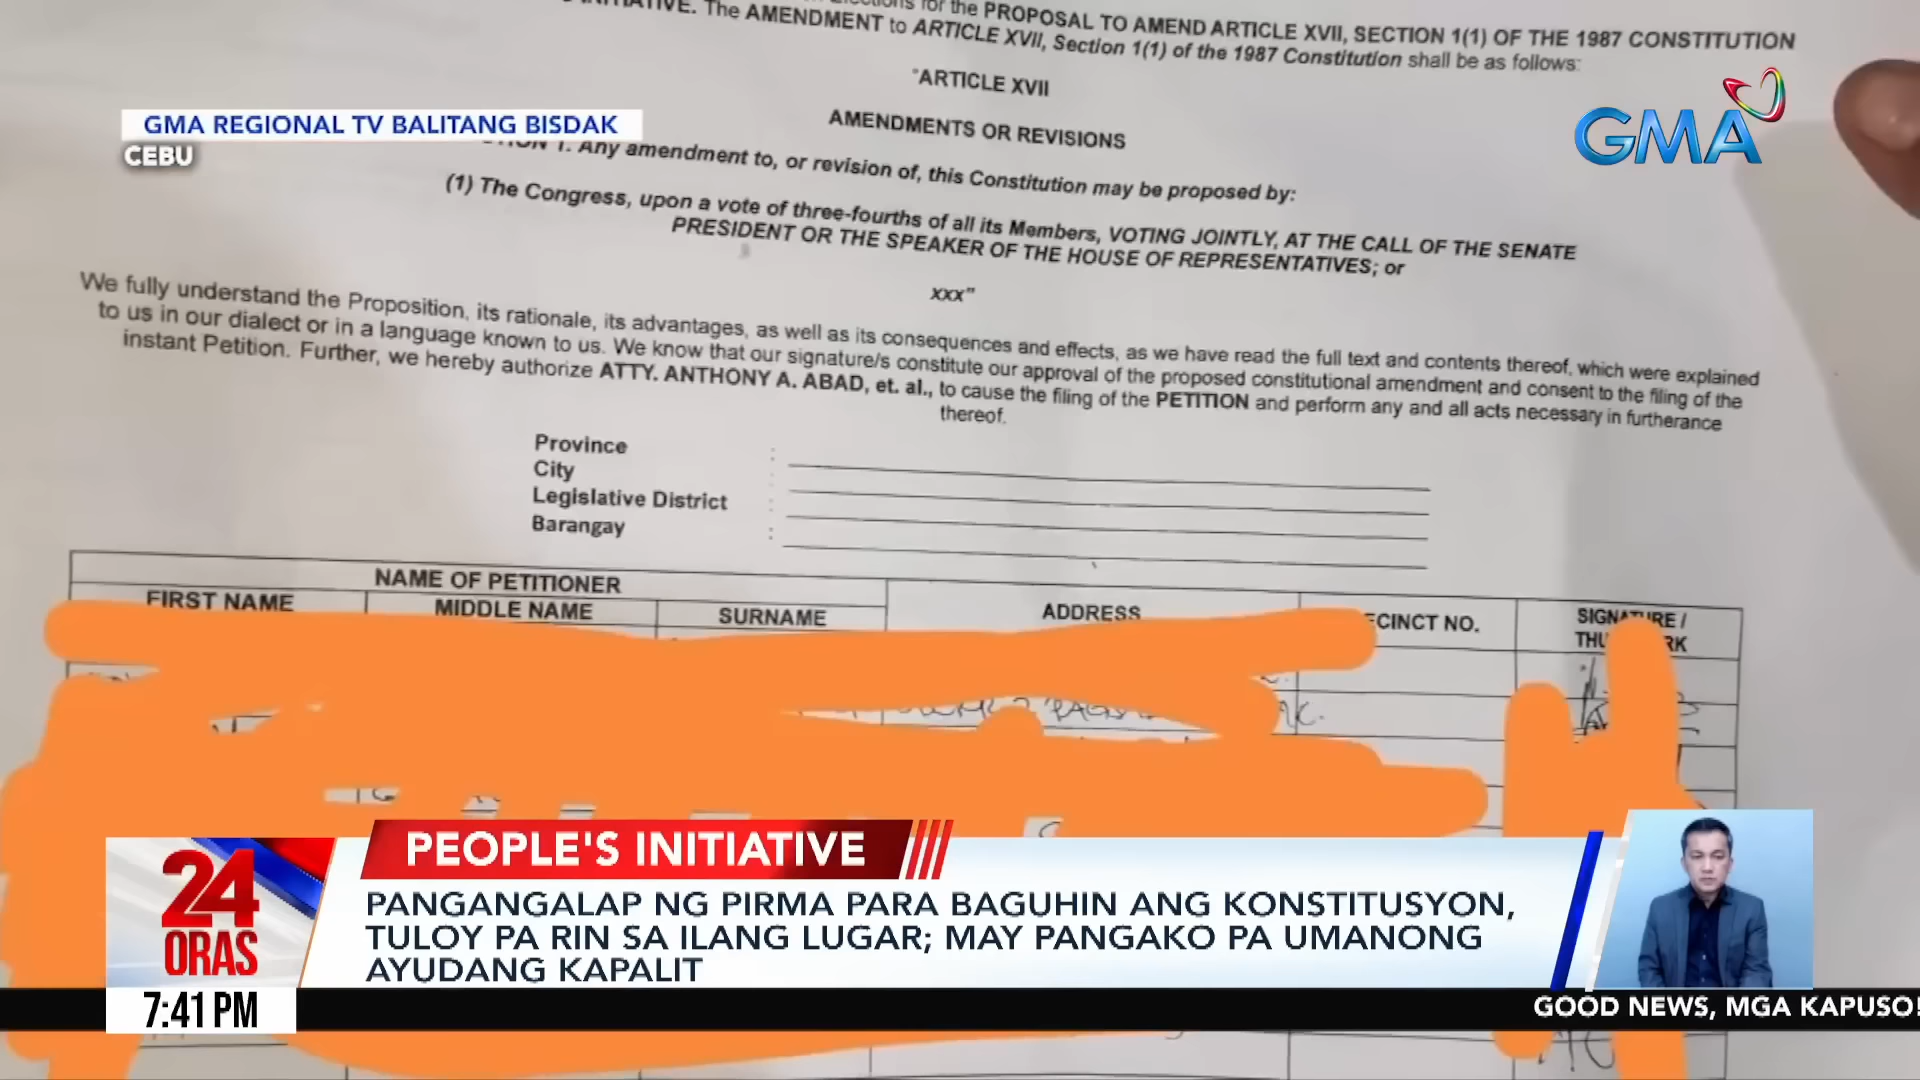 for the PROPOSAL TO AMEND ARTICLE XVII, SECTION 1(1) OF THE 1987 CONSTITUTION
The AMENDMENT to ARTICLE XVII, Section 1(1) of the 1987 Constitution shall be as follows:
"ARTICLE XVII
AMENDMENTS OR REVISIONS
1. Any amendment to, or revision of, this Constitution may be proposed by:
(1) The Congress, upon a vote of three-fourths of all its Members, VOTING JOINTLY, AT THE CALL OF THE SENATE
PRESIDENT OR THE SPEAKER OF THE HOUSE OF REPRESENTATIVES; or
xxx"
We fully understand the Proposition, its rationale, its advantages, as well as its consequences and effects, as we have read the full text and contents thereof, which were explained
to us in our dialect or in a language known to us. We know that our signature/s constitute our approval of the proposed constitutional amendment and consent to the filing of the
instant Petition. Further, we hereby authorize ATTY. ANTHONY A. ABAD, et. al., to cause the filing of the PETITION and perform any and all acts necessary in furtherance
thereof.
Province :
City
Legislative District
Barangay :
NAME OF PETITIONER
FIRST NAME MIDDLE NAME SURNAME ADDRESS NO. SIGNATURE /
GMA REGIONAL TV BALITANG BISDAK
CEBU
GMA
PEOPLE'S INITIATIVE
PANGANGALAP NG PIRMA PARA BAGUHIN ANG KONSTITUSYON,
TULOY PA RIN SA ILANG LUGAR; MAY PANGAKO PA UMANONG
AYUDANG KAPALIT
24
ORAS
7:41 PM
GOOD NEWS, MGA KAPUSO!